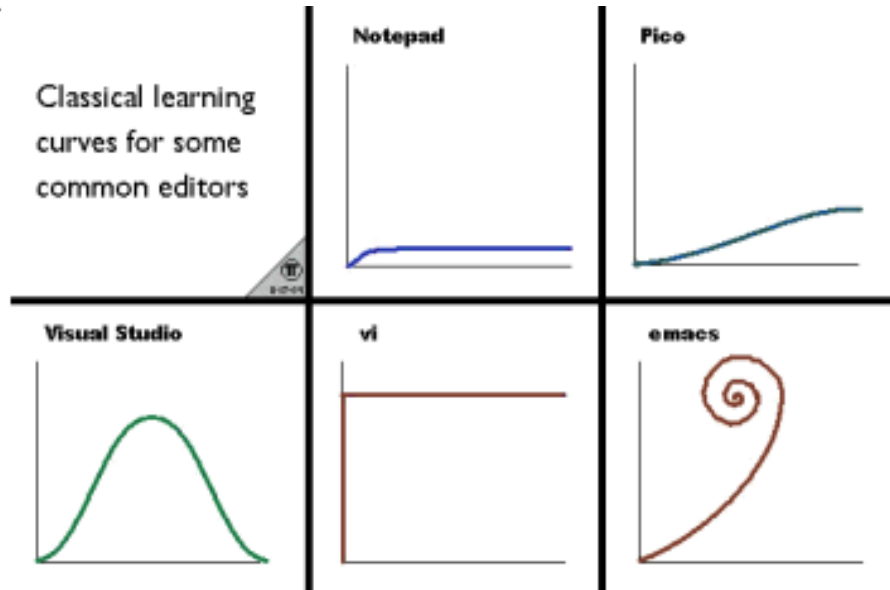 Notepad
Pico
Classical learning
curves for some
common editors
Visual Studio
vi
emacs